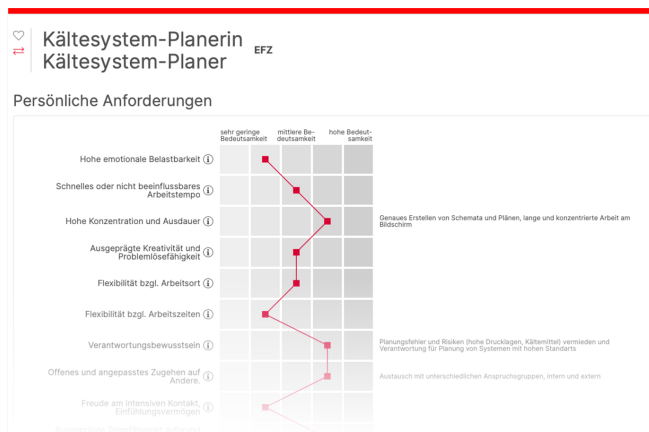 Kältesystem-Planerin
Kältesystem-Planer
EFZ
Persönliche Anforderungen
sehr geringe
Bedeutsamkeit
mittlere Be-
deutsamkeit
hohe Bedeut-
samkeit
Hohe emotionale Belastbarkeit
Schnelles oder nicht beeinflussbares
Arbeitstempo
Hohe Konzentration und Ausdauer
Genaues Erstellen von Schemata und Plänen, lange und konzentrierte Arbeit am
Bildschirm
Ausgeprägte Kreativität und
Problemlösefähigkeit
Flexibilität bzgl. Arbeitsort
Flexibilität bzgl. Arbeitszeiten
Verantwortungsbewusstsein
Planungsfehler und Risiken (hohe Drucklagen, Kältemittel) vermieden und
Verantwortung für Planung von Systemen mit hohen Standarts
Offenes und angepasstes Zugehen auf
Andere.
Austausch mit unterschiedlichen Anspruchsgruppen, intern und extern
Freude am intensiven Kontakt,
Einfühlungsvermögen